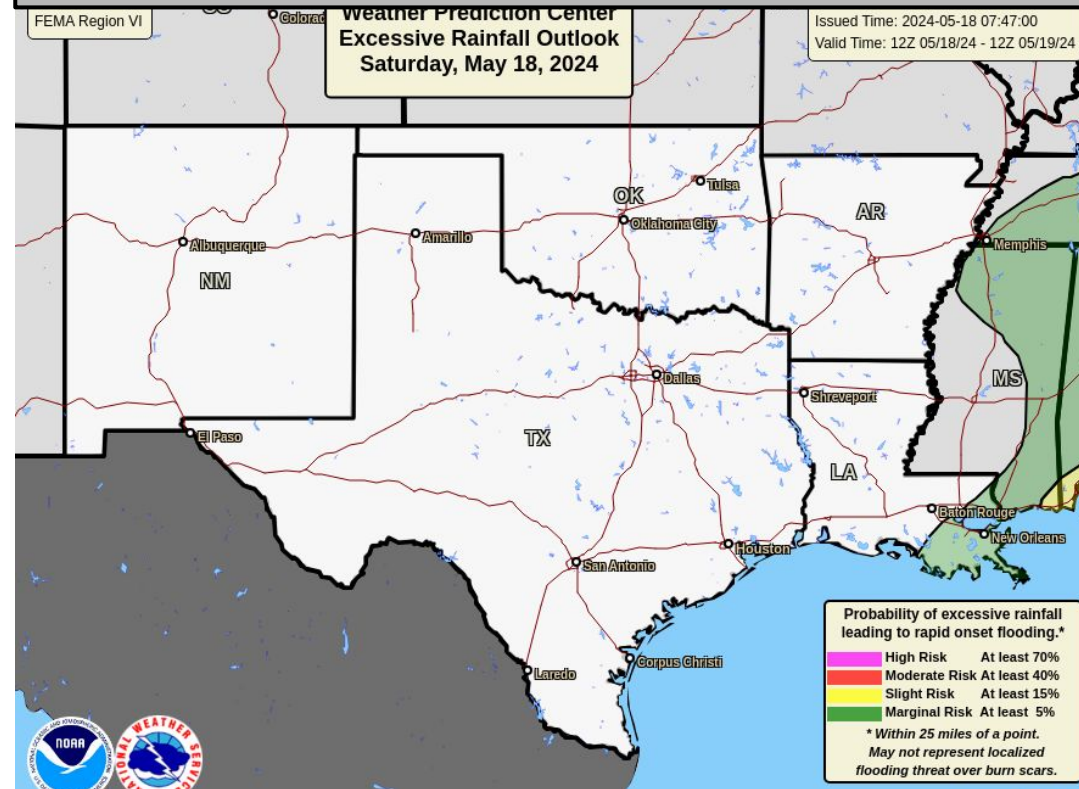 FEMA Region VI
Weather Prediction Center
Excessive Rainfall Outlook
Saturday, May 18, 2024
Issued Time: 2024-05-18 07:47:00
Valid Time: 12Z 05/18/24 - 12Z 05/19/24
Tulsa
OK
Oklahoma City
AR
Albuquerque
Amarillo
Memphis
NM
Dallas
MS
Shreveport
El Paso
TX
LA
Baton Rouge
New Orleans
Houston
San Antonio
Laredo
Corpus Christi
Probability of excessive rainfall
leading to rapid onset flooding.*
High Risk At least 70%
Moderate Risk At least 40%
Slight Risk At least 15%
Marginal Risk At least 5%
* Within 25 miles of a point.
May not represent localized
flooding threat over burn scars.
NOAA
WEATHER